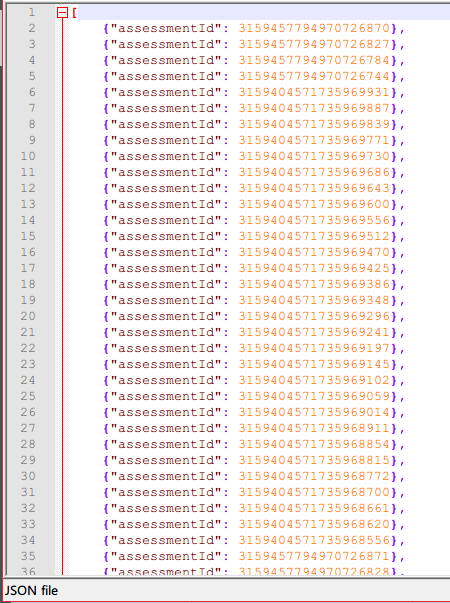 1 [
2 {"assessmentId": 3159457794970726870},
3 {"assessmentId": 3159457794970726827},
4 {"assessmentId": 3159457794970726784},
5 {"assessmentId": 3159457794970726744},
6 {"assessmentId": 3159404571735969931},
7 {"assessmentId": 3159404571735969887},
8 {"assessmentId": 3159404571735969839},
9 {"assessmentId": 3159404571735969771},
10 {"assessmentId": 3159404571735969730},
11 {"assessmentId": 3159404571735969686},
12 {"assessmentId": 3159404571735969643},
13 {"assessmentId": 3159404571735969600},
14 {"assessmentId": 3159404571735969556},
15 {"assessmentId": 3159404571735969512},
16 {"assessmentId": 3159404571735969470},
17 {"assessmentId": 3159404571735969425},
18 {"assessmentId": 3159404571735969386},
19 {"assessmentId": 3159404571735969348},
20 {"assessmentId": 3159404571735969296},
21 {"assessmentId": 3159404571735969241},
22 {"assessmentId": 3159404571735969197},
23 {"assessmentId": 3159404571735969145},
24 {"assessmentId": 3159404571735969102},
25 {"assessmentId": 3159404571735969059},
26 {"assessmentId": 3159404571735969014},
27 {"assessmentId": 3159404571735968911},
28 {"assessmentId": 3159404571735968854},
29 {"assessmentId": 3159404571735968815},
30 {"assessmentId": 3159404571735968772},
31 {"assessmentId": 3159404571735968700},
32 {"assessmentId": 3159404571735968661},
33 {"assessmentId": 3159404571735968620},
34 {"assessmentId": 3159404571735968556},
35 {"assessmentId": 3159457794970726871},
36 {"assessmentId": 3159457794970726828},
JSON file